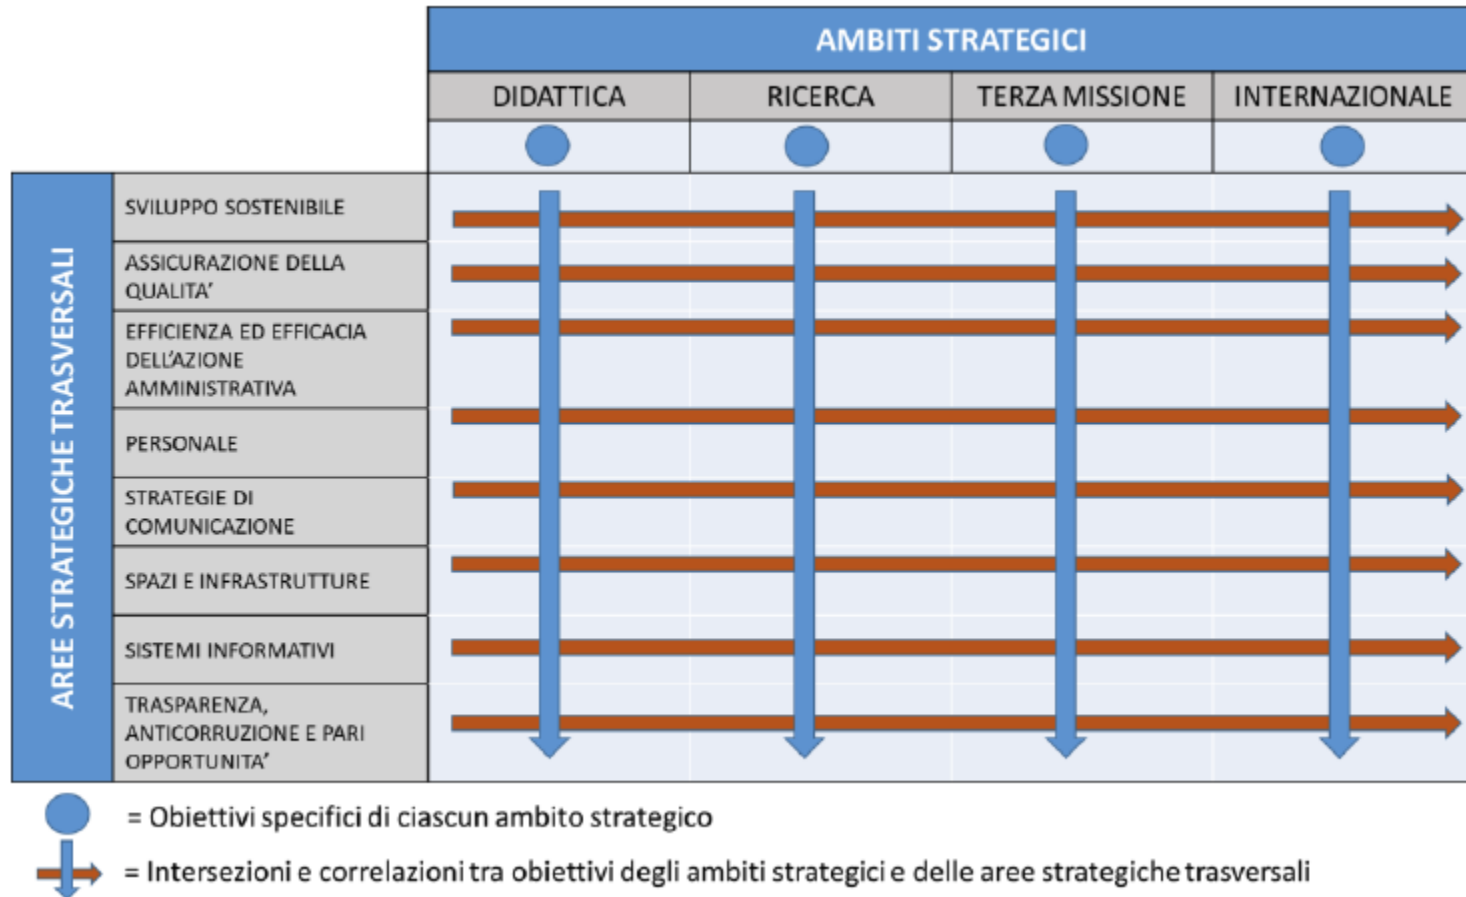 AMBITI STRATEGICI
DIDATTICA
RICERCA
TERZA MISSIONE
INTERNAZIONALE
AREE STRATEGICHE TRASVERSALI
SVILUPPO SOSTENIBILE
ASSICURAZIONE DELLA
QUALITA’
EFFICIENZA ED EFFICACIA
DELL’AZIONE
AMMINISTRATIVA
PERSONALE
STRATEGIE DI
COMUNICAZIONE
SPAZI E INFRASTRUTTURE
SISTEMI INFORMATIVI
TRASPARENZA,
ANTICORRUZIONE E PARI
OPPORTUNITA’
= Obiettivi specifici di ciascun ambito strategico
= Intersezioni e correlazioni tra obiettivi degli ambiti strategici e delle aree strategiche trasversali